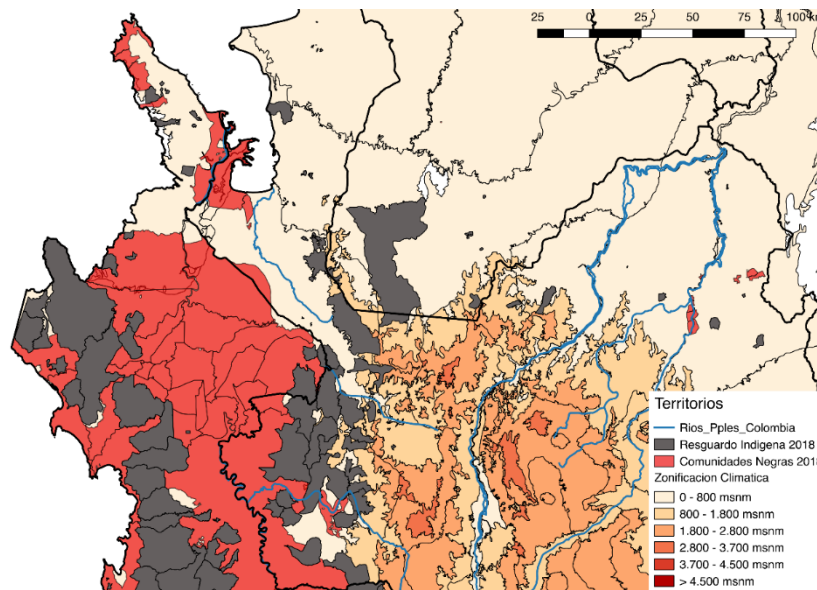 25 0 25 50 75 100 km
Territorios
Rios_Pples_Colombia
Resguardo Indigena 2018
Comunidades Negras 2018
Zonificacion Climatica
0 - 800 msnm
800 - 1.800 msnm
1.800 - 2.800 msnm
2.800 - 3.700 msnm
3.700 - 4.500 msnm
> 4.500 msnm